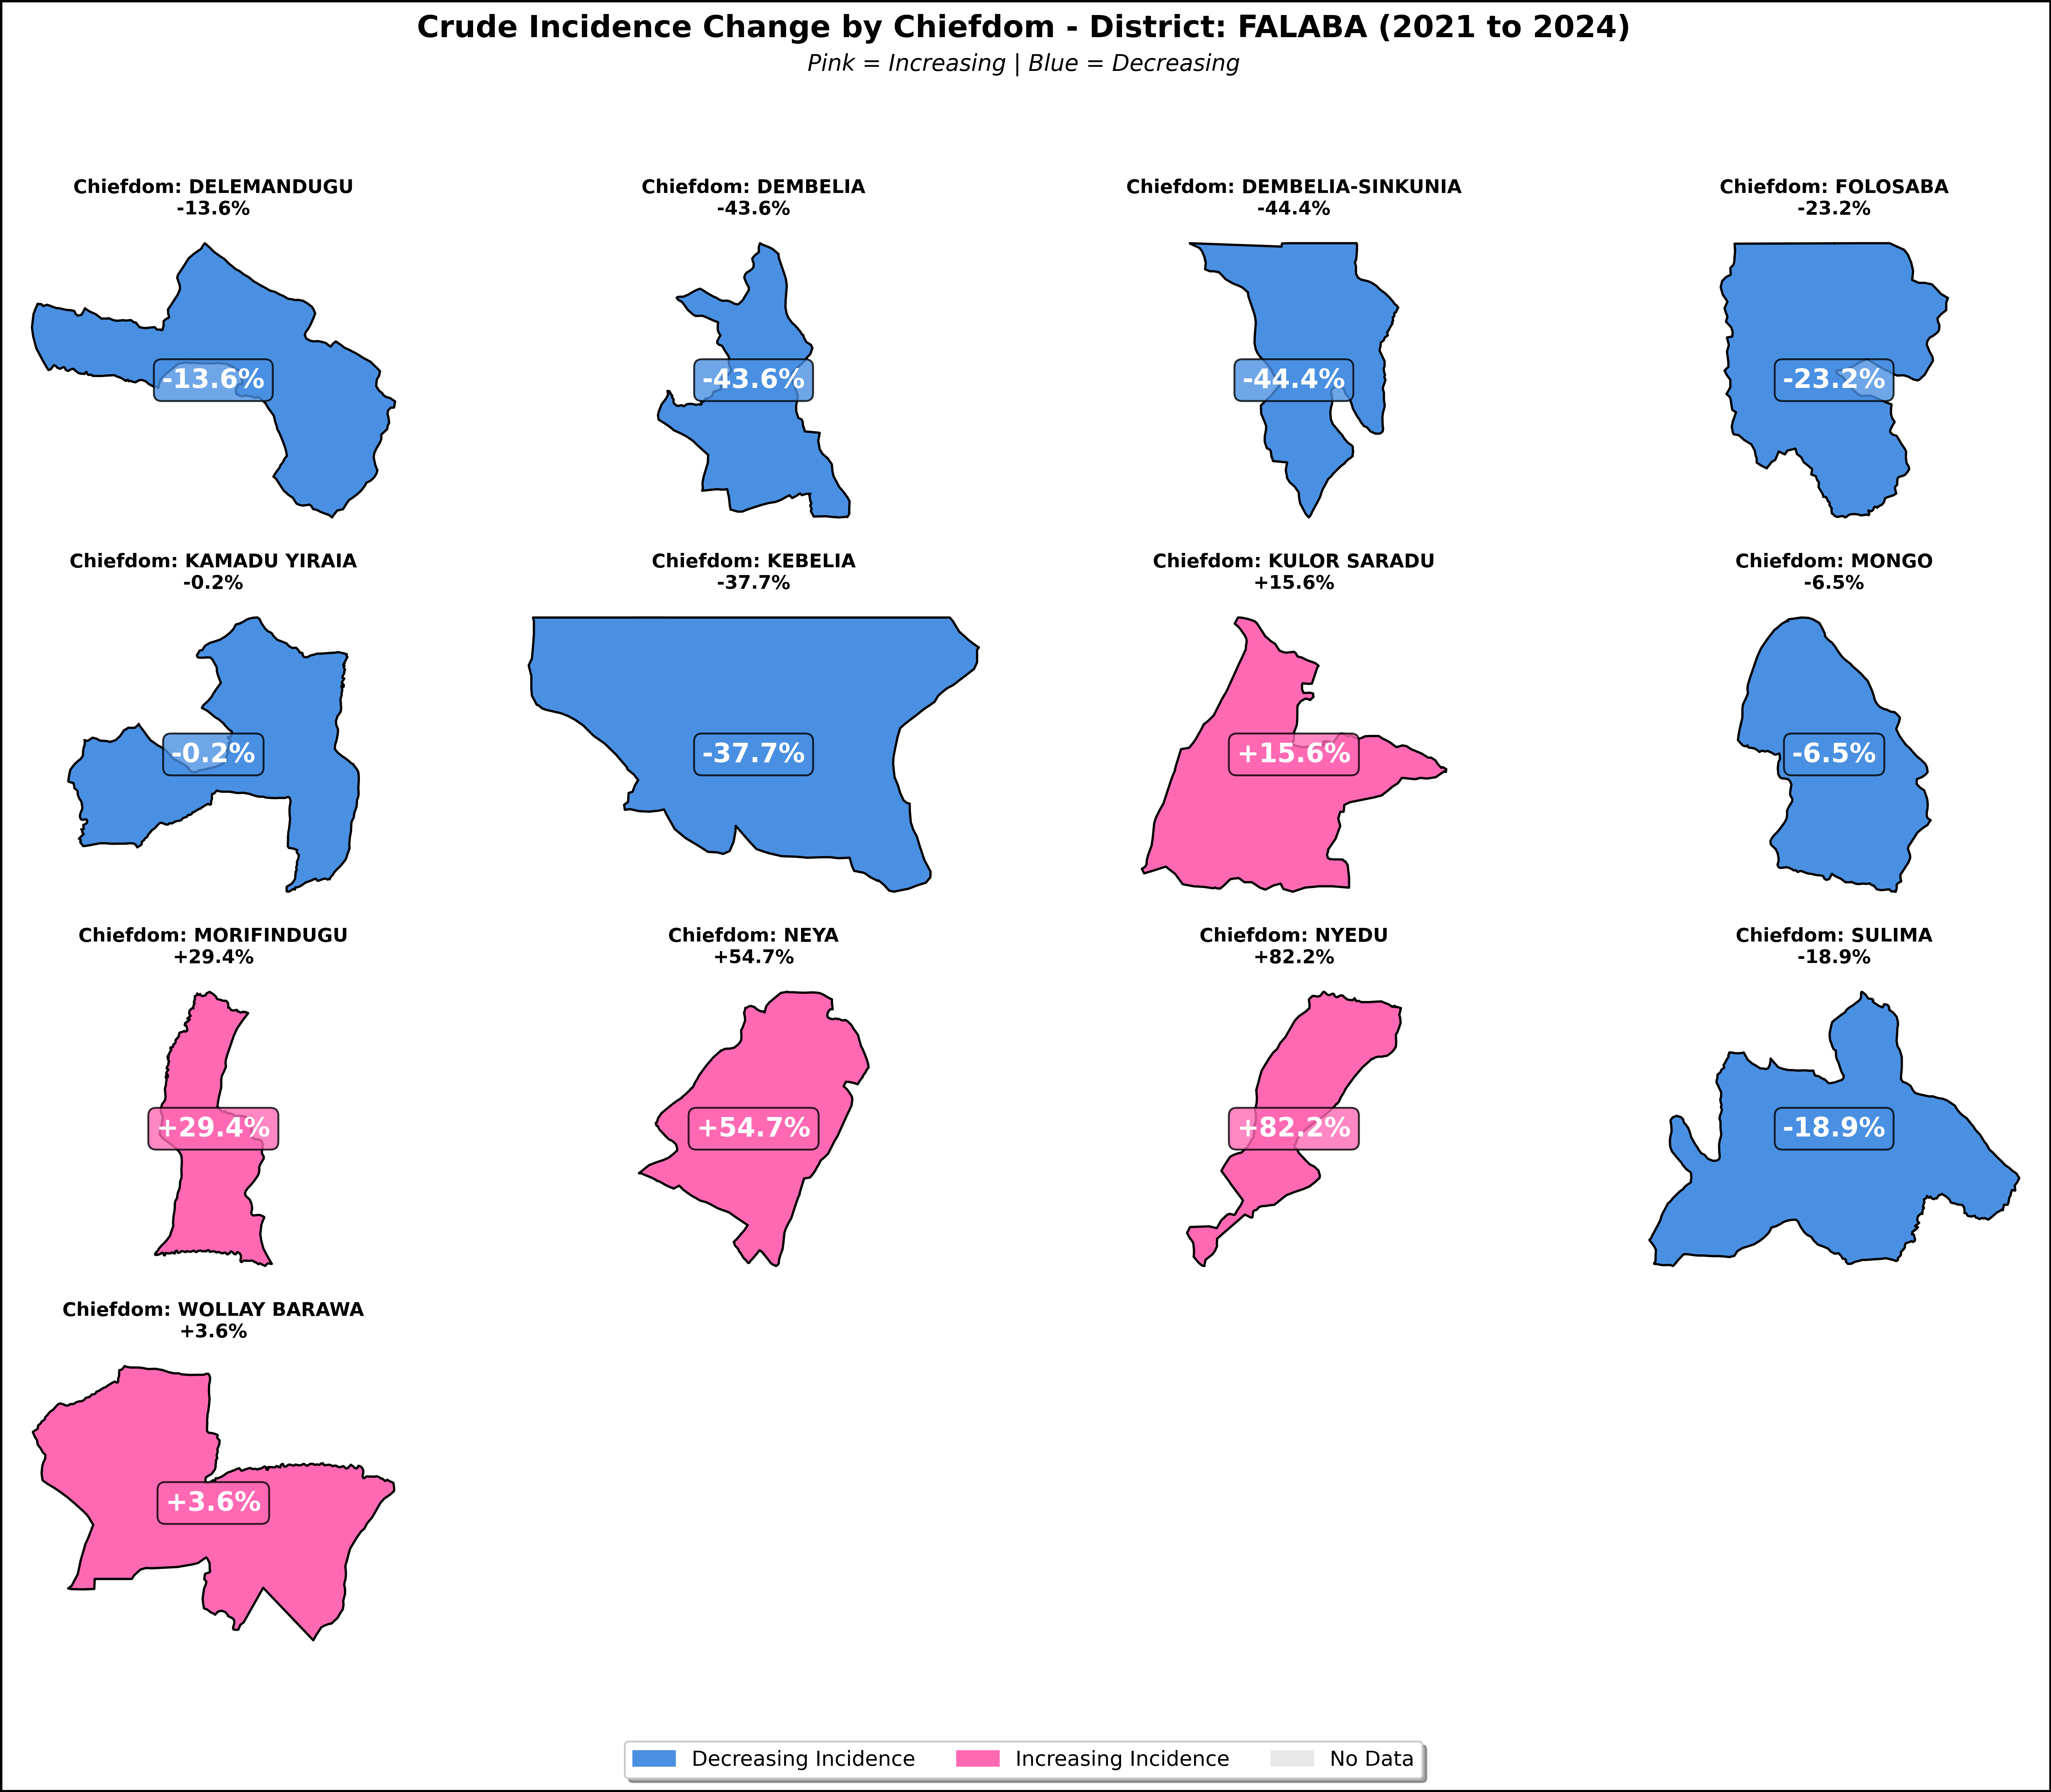 Crude Incidence Change by Chiefdom - District: FALABA (2021 to 2024)
Pink = Increasing | Blue = Decreasing
Chiefdom: DELEMANDUGU
-13.6%
-13.6%
Chiefdom: DEMBELIA
-43.6%
-43.6%
Chiefdom: DEMBELIA-SINKUNIA
-44.4%
-44.4%
Chiefdom: FOLOSABA
-23.2%
-23.2%
Chiefdom: KAMADU YIRAIA
-0.2%
-0.2%
Chiefdom: KEBELIA
-37.7%
-37.7%
Chiefdom: KULOR SARADU
+15.6%
+15.6%
Chiefdom: MONGO
-6.5%
-6.5%
Chiefdom: MORIFINDUGU
+29.4%
+29.4%
Chiefdom: NEYA
+54.7%
+54.7%
Chiefdom: NYEDU
+82.2%
+82.2%
Chiefdom: SULIMA
-18.9%
-18.9%
Chiefdom: WOLLAY BARAWA
+3.6%
+3.6%
Decreasing Incidence
Increasing Incidence
No Data